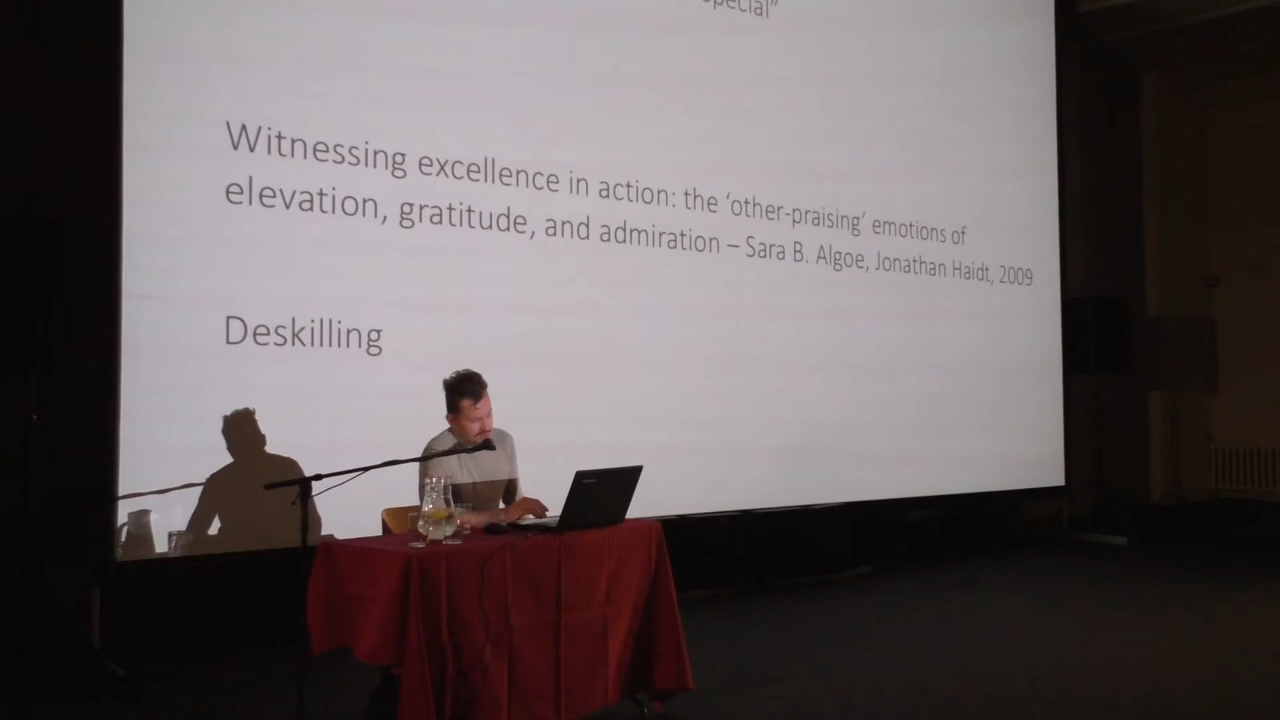 special”
Witnessing excellence in action: the ‘other-praising’ emotions of
elevation, gratitude, and admiration – Sara B. Algoe, Jonathan Haidt, 2009
Deskilling